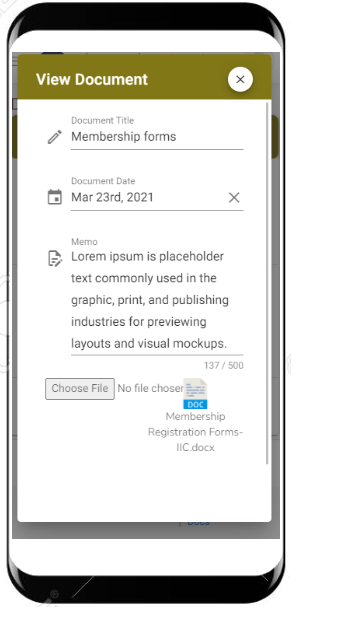 View Document
Document Title
Membership forms
Document Date
Mar 23rd, 2021
Memo
Lorem ipsum is placeholder
text commonly used in the
graphic, print, and publishing
industries for previewing
layouts and visual mockups.
137 / 500
Choose File No file chosen
DOC
Membership
Registration Forms-
IIC.docx
Docs